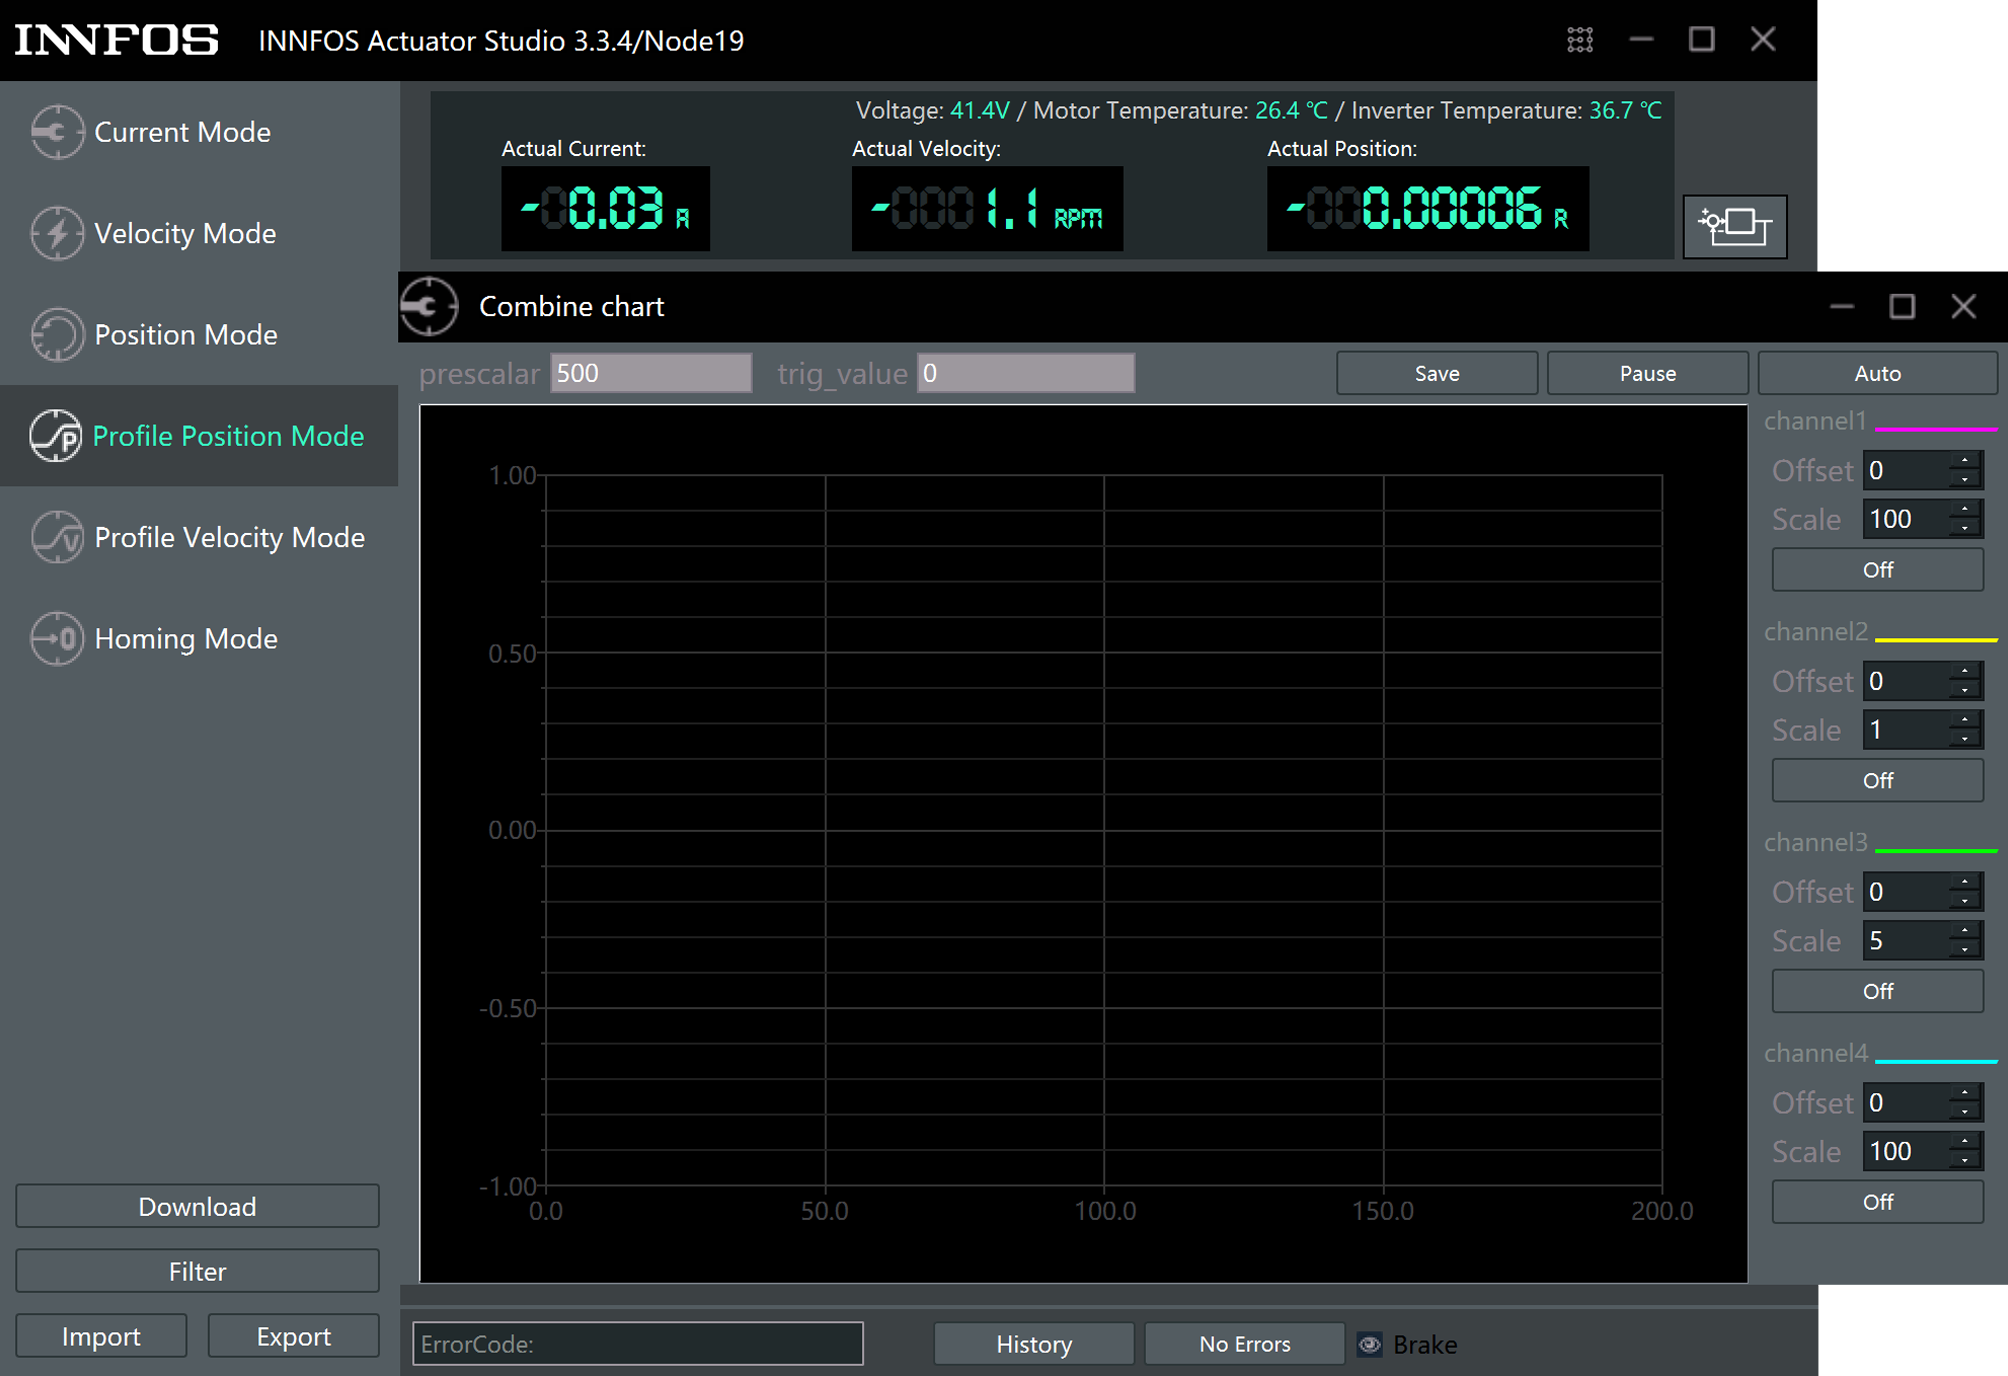 INNFOS INNFOS Actuator Studio 3.3.4/Node19
Current Mode
Velocity Mode
Position Mode
Profile Position Mode
Profile Velocity Mode
Homing Mode
Download
Filter
Import Export
Voltage: 41.4V / Motor Temperature: 26.4 ℃ / Inverter Temperature: 36.7 ℃
Actual Current: Actual Velocity: Actual Position:
-0.03 A -1.1 RPM -0.00006 R
Combine chart
prescalar 500 trig_value 0 Save Pause Auto
1.00
0.50
0.00
-0.50
-1.00
0.0 50.0 100.0 150.0 200.0
channel1
Offset 0
Scale 100
Off
channel2
Offset 0
Scale 1
Off
channel3
Offset 0
Scale 5
Off
channel4
Offset 0
Scale 100
Off
ErrorCode: History No Errors Brake